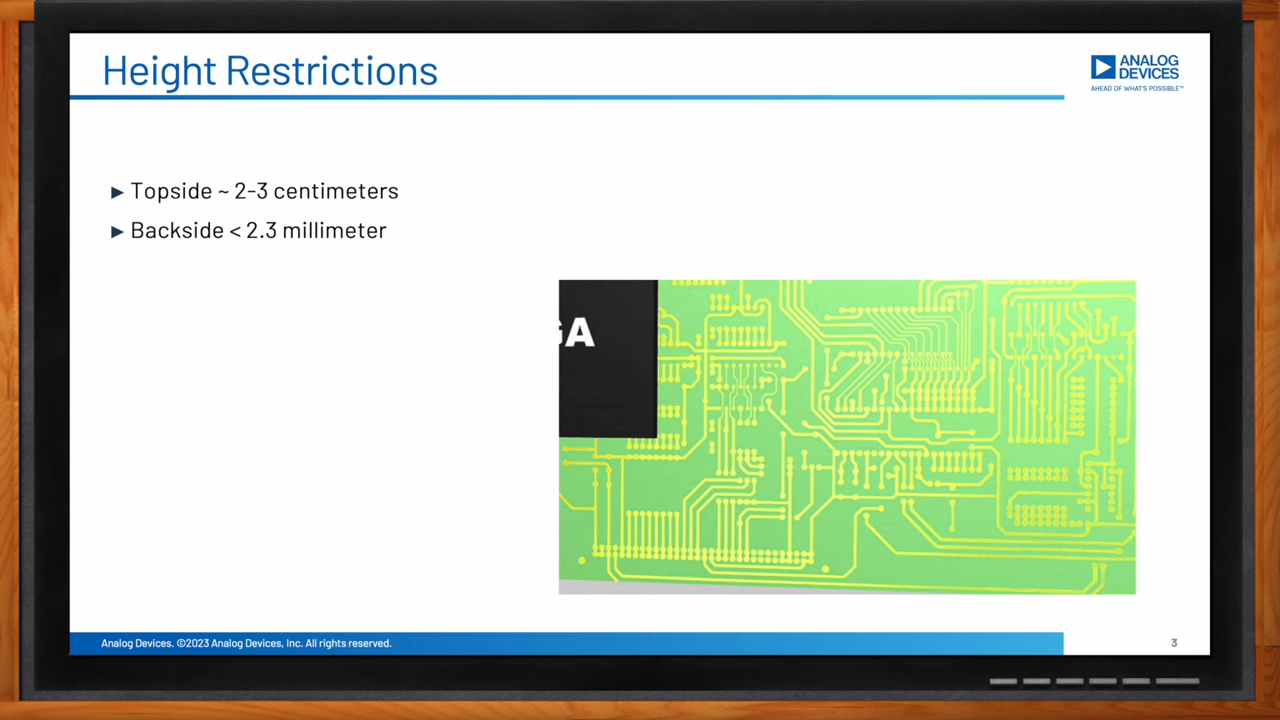 Height Restrictions
ANALOG
DEVICES
AHEAD OF WHAT'S POSSIBLE™
► Topside ~ 2-3 centimeters
► Backside < 2.3 millimeter
GA
Analog Devices. ©2023 Analog Devices, Inc. All rights reserved.
3